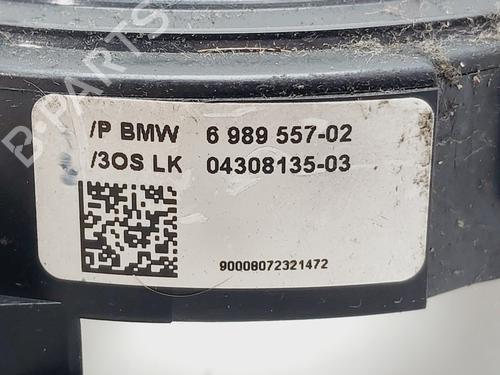 /P BMW 6 989 557-02
/3OS LK 04308135-03
90008072321472
B-PARTS